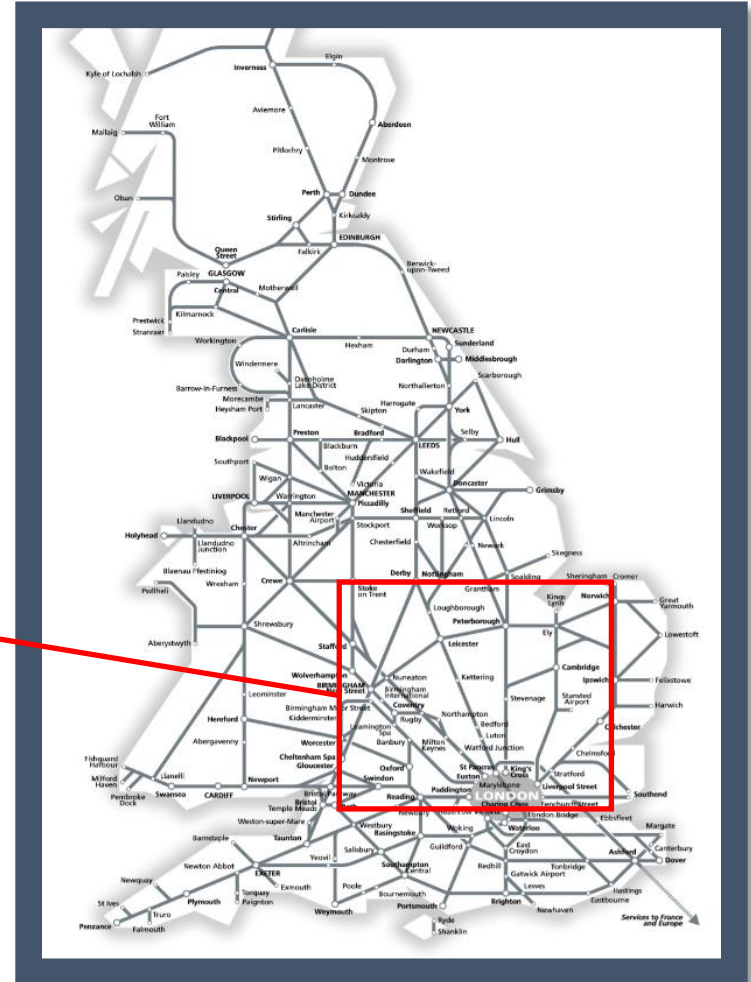 Elgin
Inverness
Kyle of Lochalsh
Aviemore
Fort
William
Aberdeen
Mallaig
Pitlochry
Montrose
Perth
Dundee
Oban
Stirling
Kirkcaldy
EDINBURGH
Queen
Street
Falkirk
Berwick-
upon-Tweed
Paisley
GLASGOW
Central
Motherwell
Kilmarnock
Prestwick
Stranraer
Carlisle
NEWCASTLE
Workington
Hexham
Sunderland
Durham
Darlington
Middlesbrough
Windermere
Scarborough
Oxenholme
Lake District
Barrow-in-Furness
Northallerton
Morecambe
Heysham Port
Lancaster
Harrogate
York
Skipton
Blackpool
Preston
Bradford
Selby
Hull
Blackburn
LEEDS
Huddersfield
Southport
Bolton
Wakefield
Wigan
Victoria
Doncaster
Grimsby
LIVERPOOL
Warrington
MANCHESTER
Piccadilly
Manchester
Airport
Sheffield
Retford
Stockport
Worksop
Lincoln
Llandudno
Chester
Holyhead
Llandudno
Junction
Altrincham
Chesterfield
Newark
Skegness
Blaenau Ffestiniog
Derby
Nottingham
Spalding
Sheringham
Cromer
Pwllheli
Wrexham
Crewe
Stoke
on Trent
Grantham
Kings
Lynn
Norwich
Great
Yarmouth
Loughborough
Peterborough
Shrewsbury
Ely
Lowestoft
Aberystwyth
Stafford
Leicester
Cambridge
Wolverhampton
Nuneaton
Kettering
Ipswich
Felixstowe
BIRMINGHAM
New Street
Birmingham
International
Stansted
Airport
Leominster
Stevenage
Harwich
Birmingham Moor Street
Coventry
Northampton
Kidderminster
Rugby
Hereford
Leamington
Spa
Bedford
Colchester
Abergavenny
Worcester
Banbury
Milton
Keynes
Luton
Watford Junction
Chelmsford
Fishguard
Harbour
Cheltenham Spa
Gloucester
Oxford
St Pancras
King's
Cross
Euston
Stratford
Milford
Haven
Llanelli
Newport
Swindon
Marylebone
Paddington
Liverpool Street
Pembroke
Dock
Swansea
CARDIFF
Bristol Parkway
Reading
LONDON
Southend
Bristol
Temple Meads
Bath
Charing Cross
Fenchurch Street
Newbury
London Bridge
Ebbsfleet
Weston-super-Mare
Westbury
Basingstoke
Woking
Waterloo
Margate
Barnstaple
Taunton
Salisbury
Guildford
East
Croydon
Canterbury
Ashford
Dover
Newton Abbot
Yeovil
Southampton
Central
Redhill
Tonbridge
Gatwick Airport
EXETER
Newquay
Exmouth
Poole
Lewes
Hastings
Torquay
Paignton
Bournemouth
Eastbourne
St Ives
Plymouth
Weymouth
Portsmouth
Brighton
Newhaven
Truro
Penzance
Falmouth
Ryde
Shanklin
Services to France
and Europe